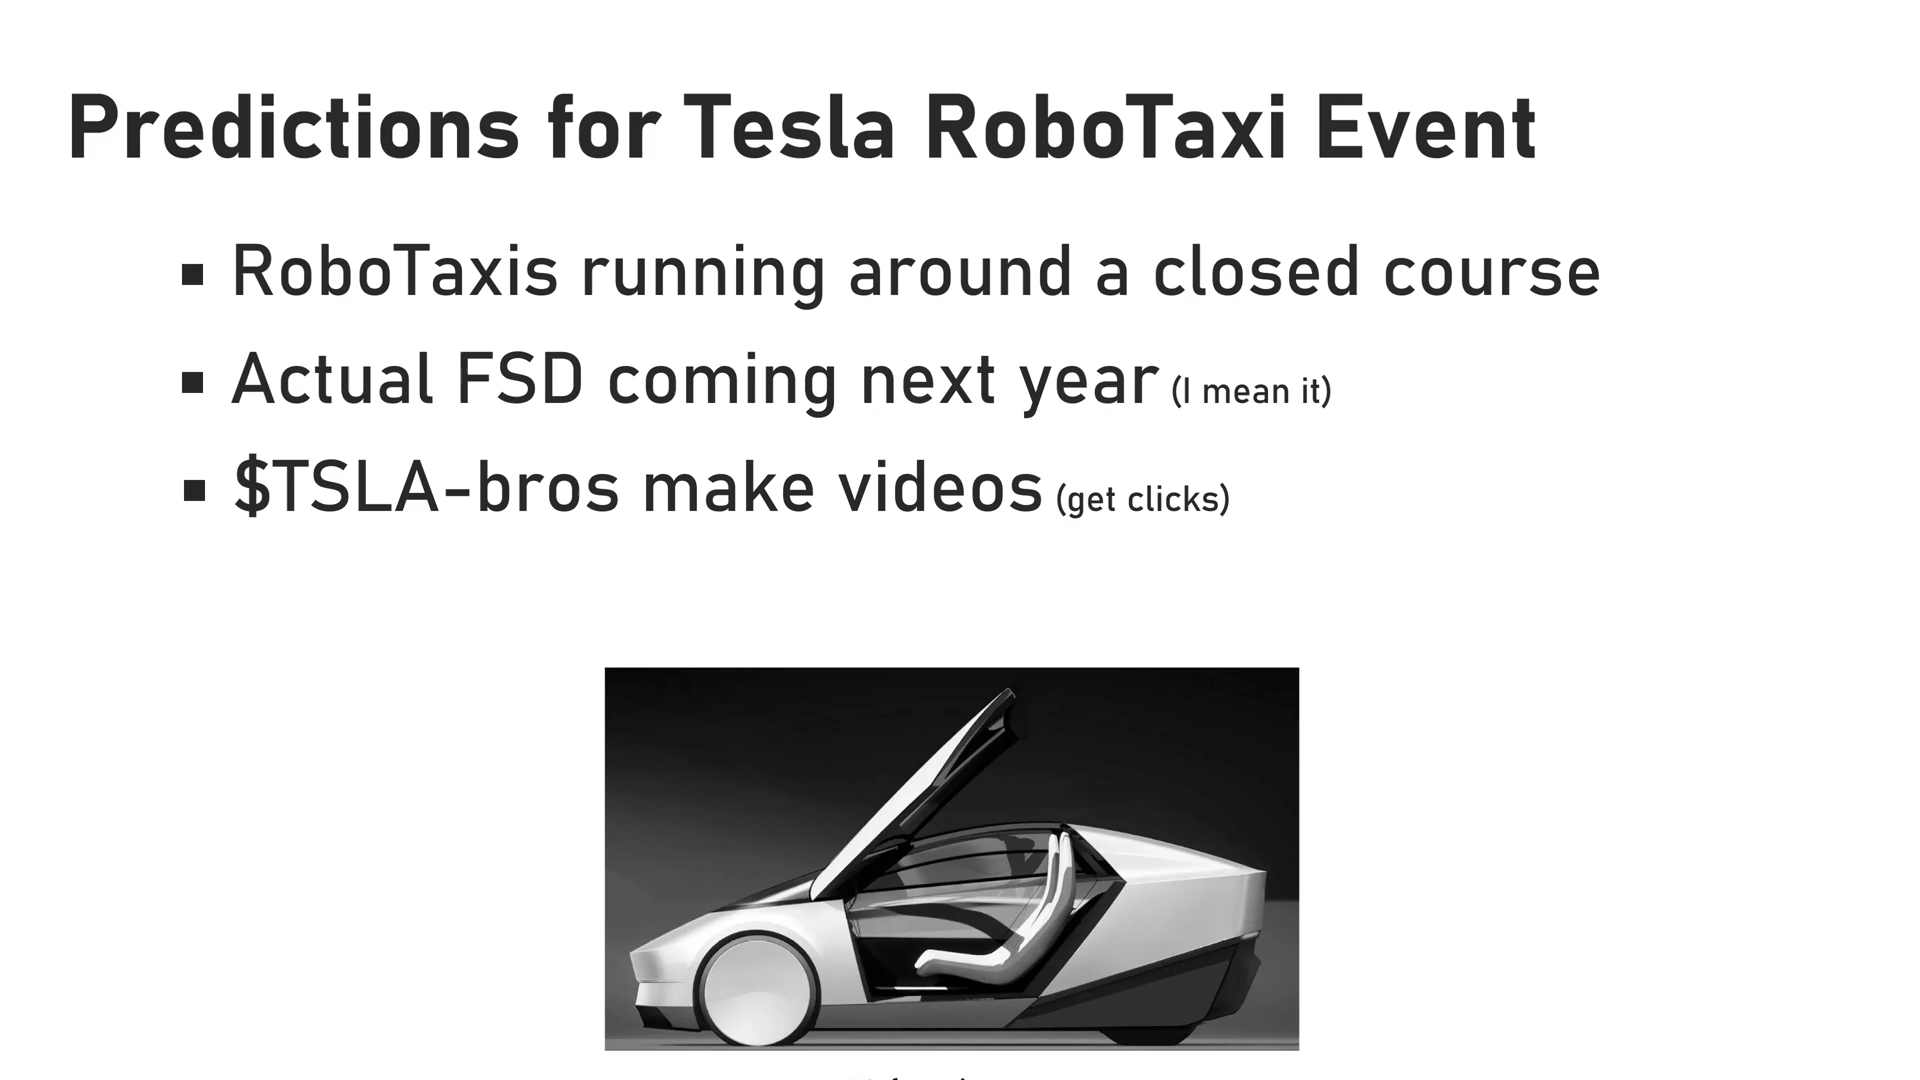 Predictions for Tesla RoboTaxi Event
▪ RoboTaxis running around a closed course
▪ Actual FSD coming next year (I mean it)
▪ $TSLA-bros make videos (get clicks)